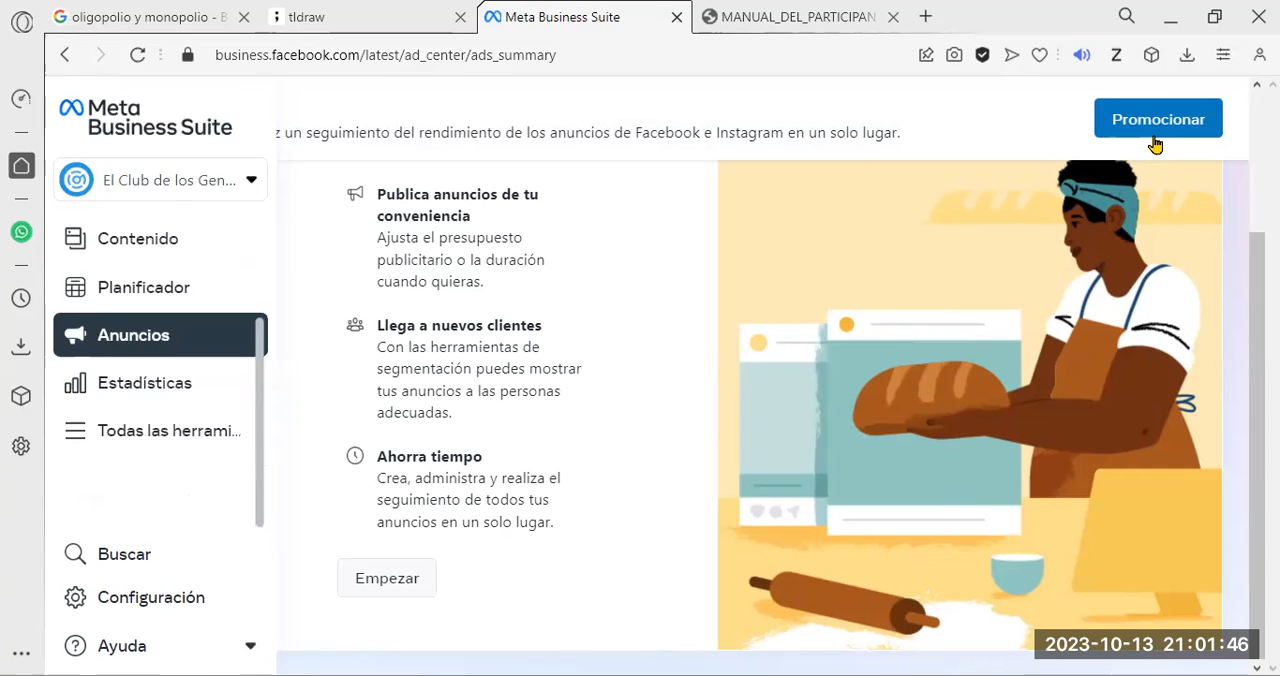 oligopolio y monopolio - B
tldraw
Meta Business Suite
MANUAL_DEL_PARTICIPAN
business.facebook.com/latest/ad_center/ads_summary
Z
Meta
Business Suite
El Club de los Gen...
Contenido
Planificador
Anuncios
Estadísticas
Todas las herrami...
Buscar
Configuración
Ayuda
z un seguimiento del rendimiento de los anuncios de Facebook e Instagram en un solo lugar.
Promocionar
Publica anuncios de tu
conveniencia
Ajusta el presupuesto
publicitario o la duración
cuando quieras.
Llega a nuevos clientes
Con las herramientas de
segmentación puedes mostrar
tus anuncios a las personas
adecuadas.
Ahorra tiempo
Crea, administra y realiza el
seguimiento de todos tus
anuncios en un solo lugar.
Empezar
2023-10-13 21:01:46